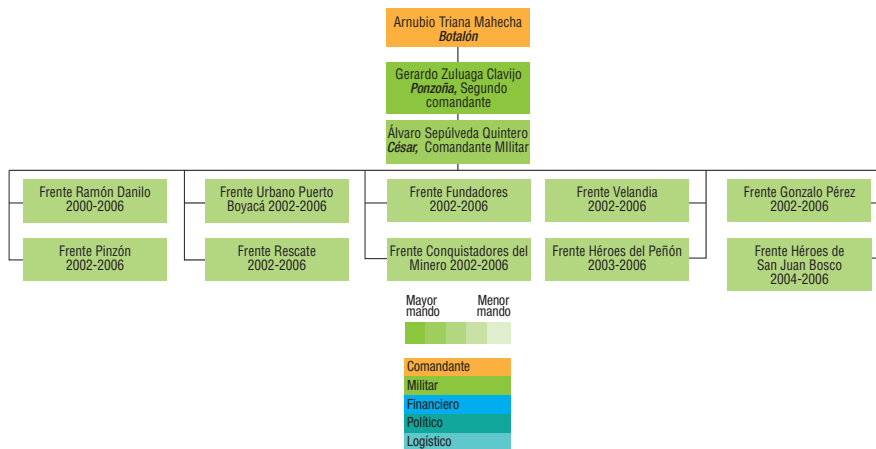 Arnubio Triana Mahecha
Botalón
Gerardo Zuluaga Clavijo
Ponzoña, Segundo
comandante
Álvaro Sepúlveda Quintero
César, Comandante MIlitar
Frente Ramón Danilo
2000-2006
Frente Urbano Puerto
Boyacá 2002-2006
Frente Fundadores
2002-2006
Frente Velandia
2002-2006
Frente Gonzalo Pérez
2002-2006
Frente Pinzón
2002-2006
Frente Rescate
2002-2006
Frente Conquistadores del
Minero 2002-2006
Frente Héroes del Peñón
2003-2006
Frente Héroes de
San Juan Bosco
2004-2006
Mayor
mando
Menor
mando
Comandante
Militar
Financiero
Político
Logístico